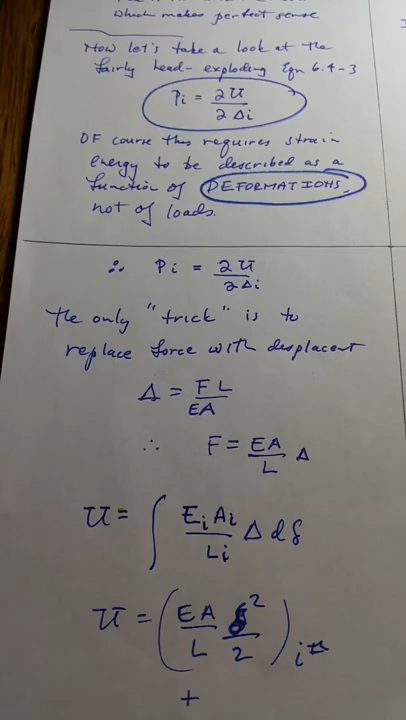 which makes perfect sense
Now let's take a look at the
fairly head-exploding Eqn 6.4-3
Pi = ∂U / ∂Δi
Of course this requires strain
energy to be described as a
function of DEFORMATIONS,
not of loads.
∴ Pi = ∂U / ∂Δi
The only "trick" is to
replace force with displacent
Δ = FL / EA
∴ F = EA / L Δ
U = ∫ EiAi / Li Δ dδ
U = (EA / L δ² / 2) ith
+